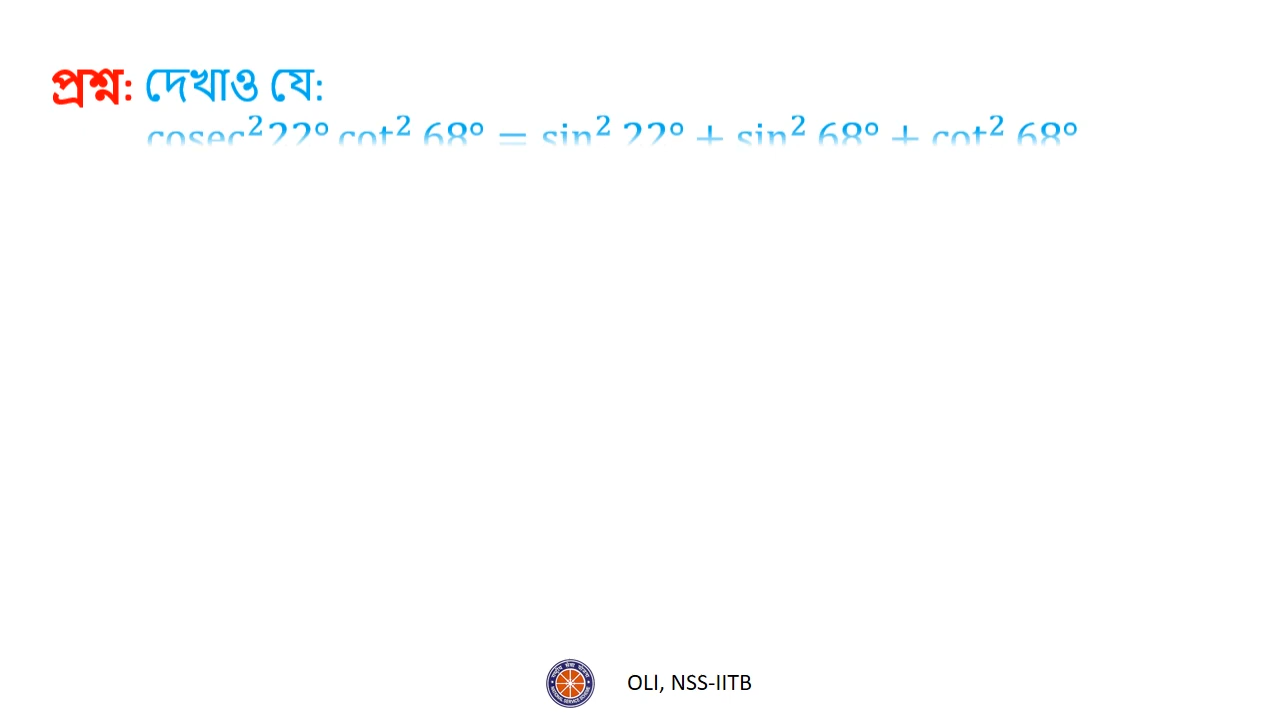 প্রশ্ন: দেখাও যে:
cosec²22° cot² 68° = sin² 22° + sin² 68° + cot² 68°
OLI, NSS-IITB